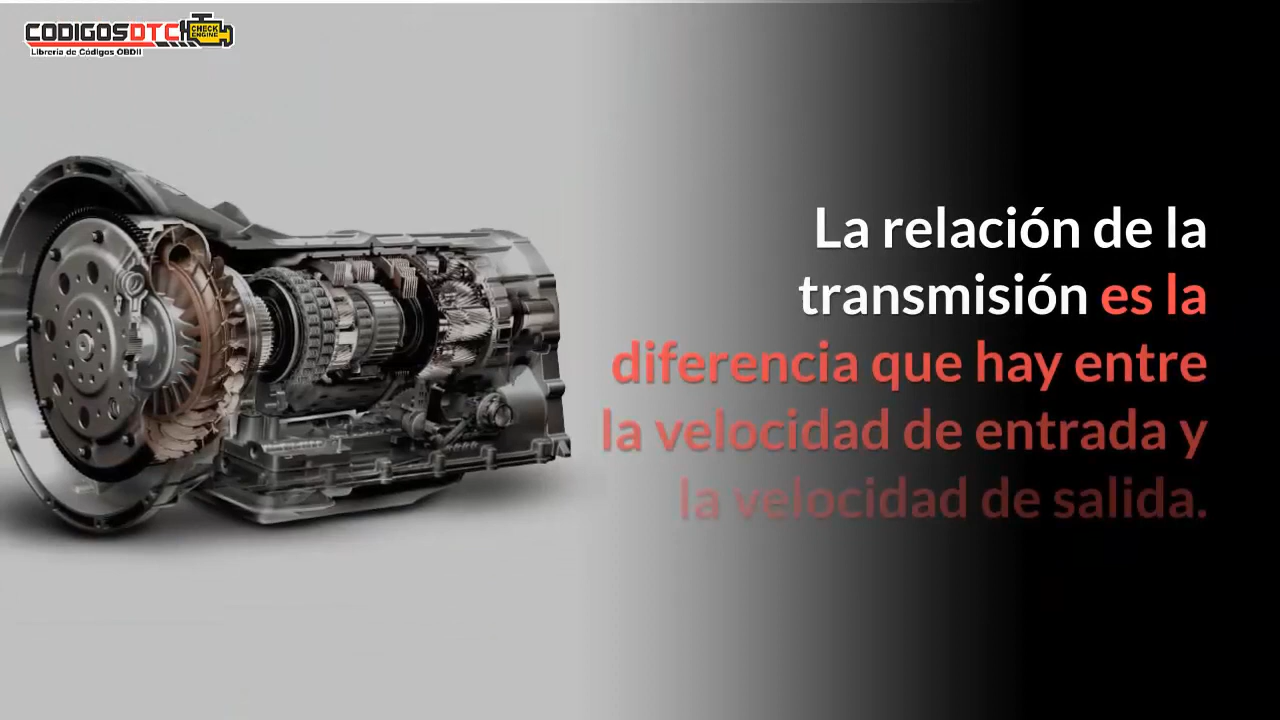 CODIGOSDTC
CHECK
ENGINE
Librería de Códigos OBDII
La relación de la
transmisión es la
diferencia que hay entre
la velocidad de entrada y
la velocidad de salida.